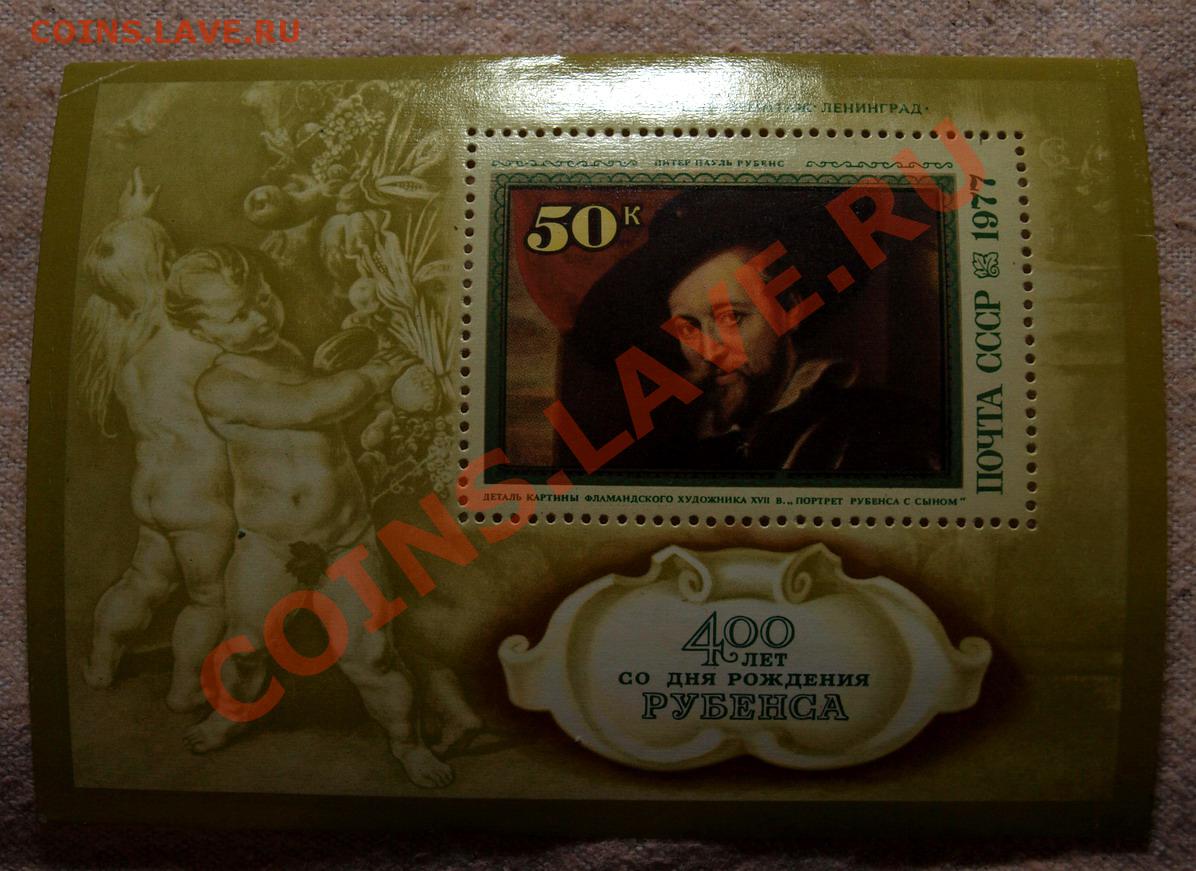 COINS.LAVE.RU
· ЛЕНИНГРАД·
ПИТЕР ПАУЛЬ РУБЕНС
50 К
ПОЧТА СССР 1977
ДЕТАЛЬ КАРТИНЫ ФЛАМАНДСКОГО ХУДОЖНИКА XVII В. „ПОРТРЕТ РУБЕНСА С СЫНОМ"
COINS.LAVE.RU
400
ЛЕТ
СО ДНЯ РОЖДЕНИЯ
РУБЕНСА